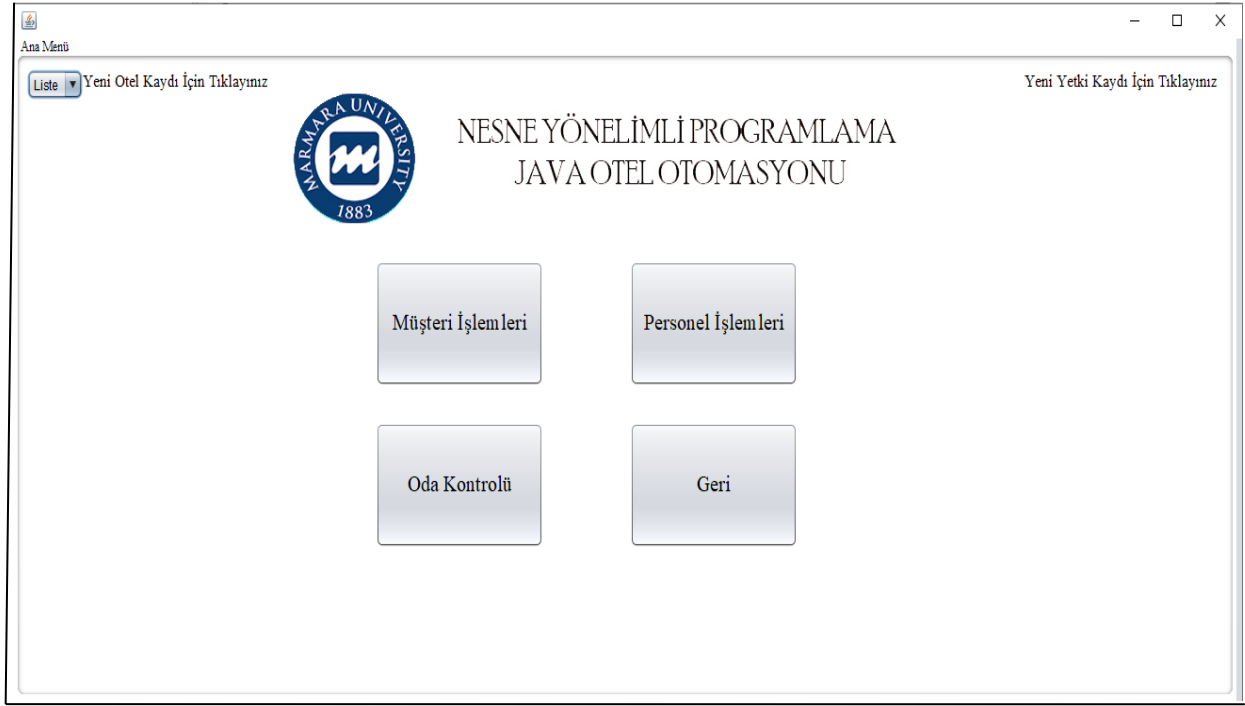 Ana Menü
Liste
Yeni Otel Kaydı İçin Tıklayınız
Yeni Yetki Kaydı İçin Tıklayınız
MARMARA UNIVERSITY
m
1883
NESNE YÖNELİMLİ PROGRAMLAMA
JAVA OTEL OTOMASYONU
Müşteri İşlemleri
Personel İşlemleri
Oda Kontrolü
Geri